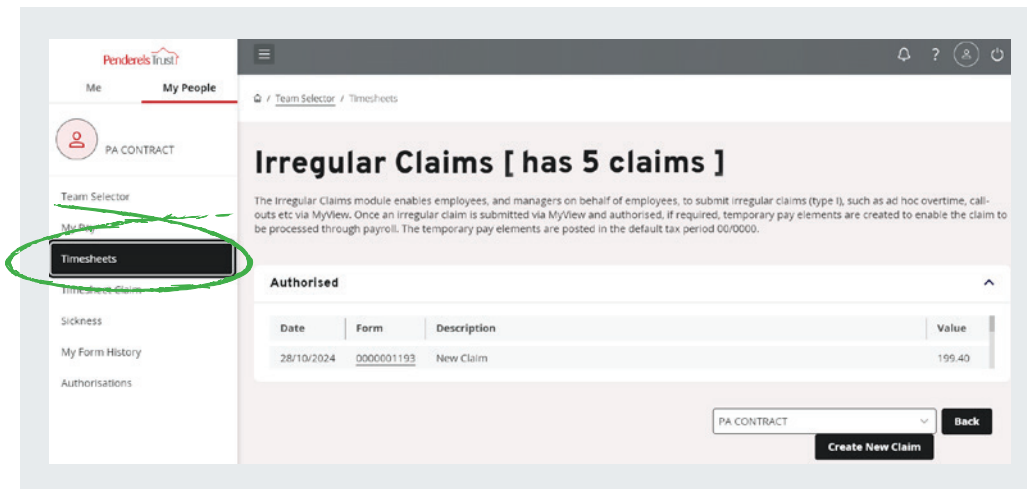 Penderels Trust
Me My People
PA CONTRACT
Team Selector
My Pay
Timesheets
Timesheet Claim
Sickness
My Form History
Authorisations
?
/ Team Selector / Timesheets
Irregular Claims [ has 5 claims ]
The Irregular Claims module enables employees, and managers on behalf of employees, to submit irregular claims (type I), such as ad hoc overtime, call-
outs etc via MyView. Once an irregular claim is submitted via MyView and authorised, if required, temporary pay elements are created to enable the claim to
be processed through payroll. The temporary pay elements are posted in the default tax period 00/0000.
Authorised
Date Form Description Value
28/10/2024 0000001193 New Claim 199.40
PA CONTRACT Back
Create New Claim